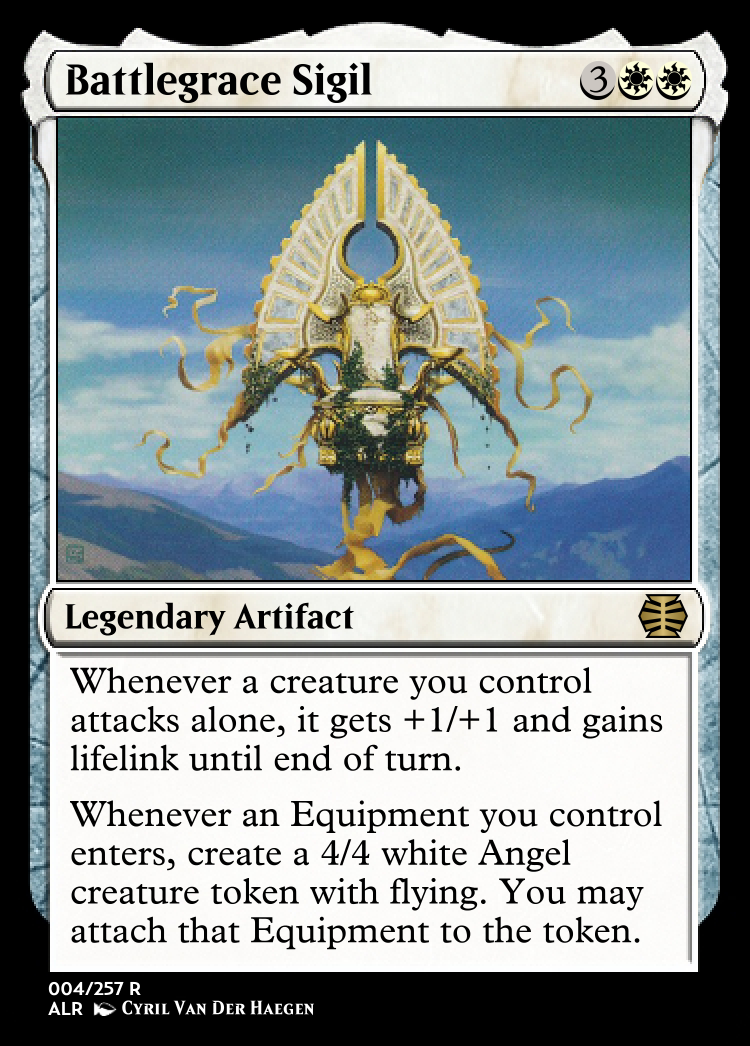 Battlegrace Sigil 3
Legendary Artifact
Whenever a creature you control
attacks alone, it gets +1/+1 and gains
lifelink until end of turn.
Whenever an Equipment you control
enters, create a 4/4 white Angel
creature token with flying. You may
attach that Equipment to the token.
004/257 R
ALR Cyril Van Der Haegen